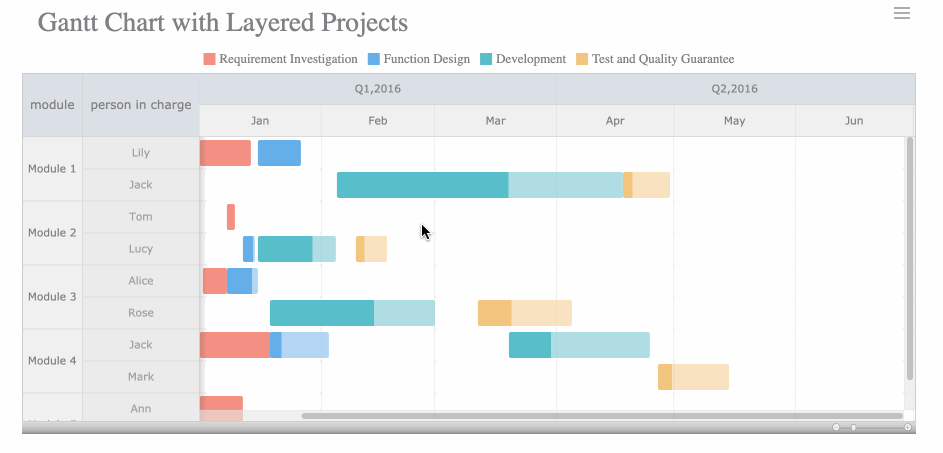 Gantt Chart with Layered Projects
Requirement Investigation Function Design Development Test and Quality Guarantee
module person in charge Q1,2016 Q2,2016
Jan Feb Mar Apr May Jun
Module 1 Lily
Jack
Module 2 Tom
Lucy
Module 3 Alice
Rose
Module 4 Jack
Mark
Ann